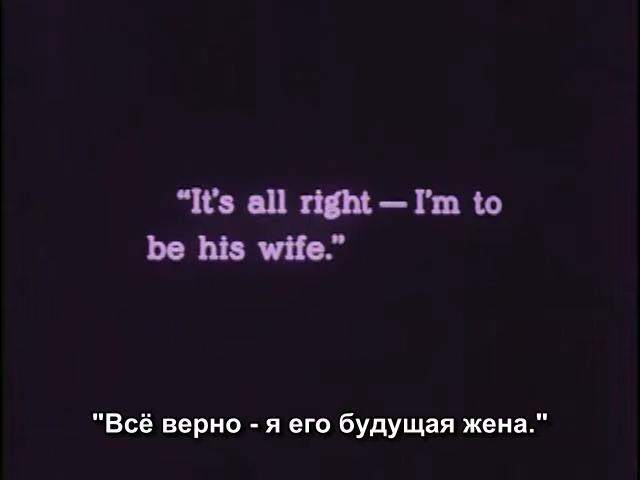 “It's all right — I'm to
be his wife.”
"Всё верно - я его будущая жена."